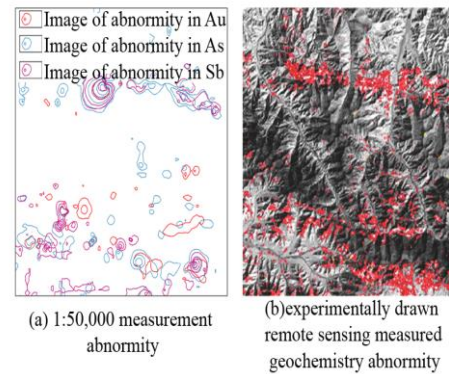 Image of abnormity in Au
Image of abnormity in As
Image of abnormity in Sb
(a) 1:50,000 measurement
abnormity
(b)experimentally drawn
remote sensing measured
geochemistry abnormity